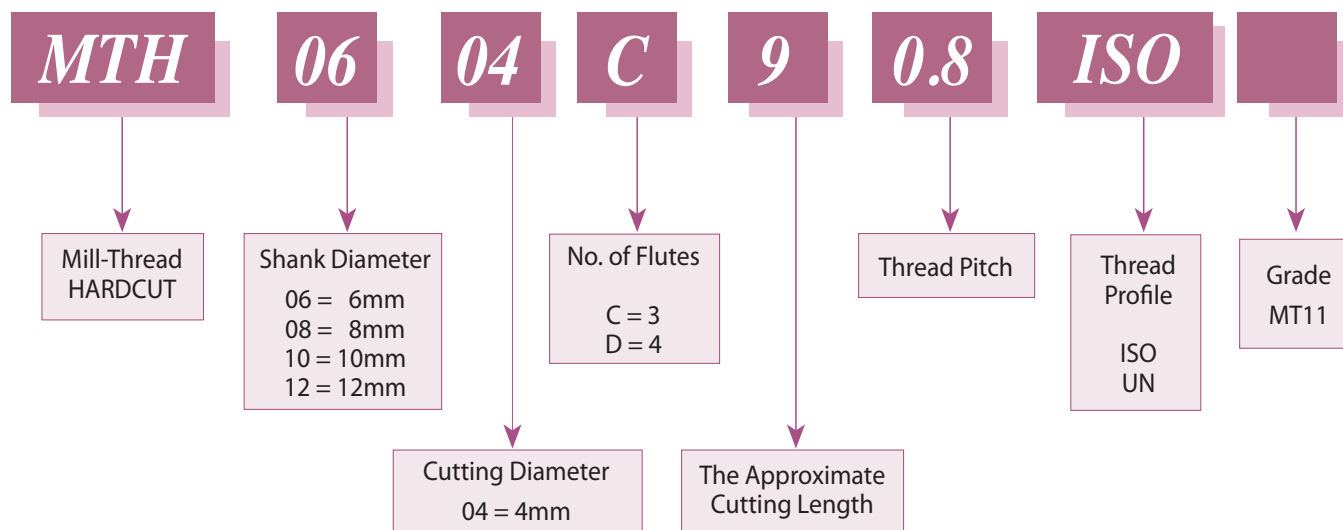 MTH 06 04 C 9 0.8 ISO
Mill-Thread
HARDCUT
Shank Diameter
06 = 6mm
08 = 8mm
10 = 10mm
12 = 12mm
No. of Flutes
C = 3
D = 4
Thread Pitch
Thread
Profile
ISO
UN
Grade
MT11
Cutting Diameter
04 = 4mm
The Approximate
Cutting Length